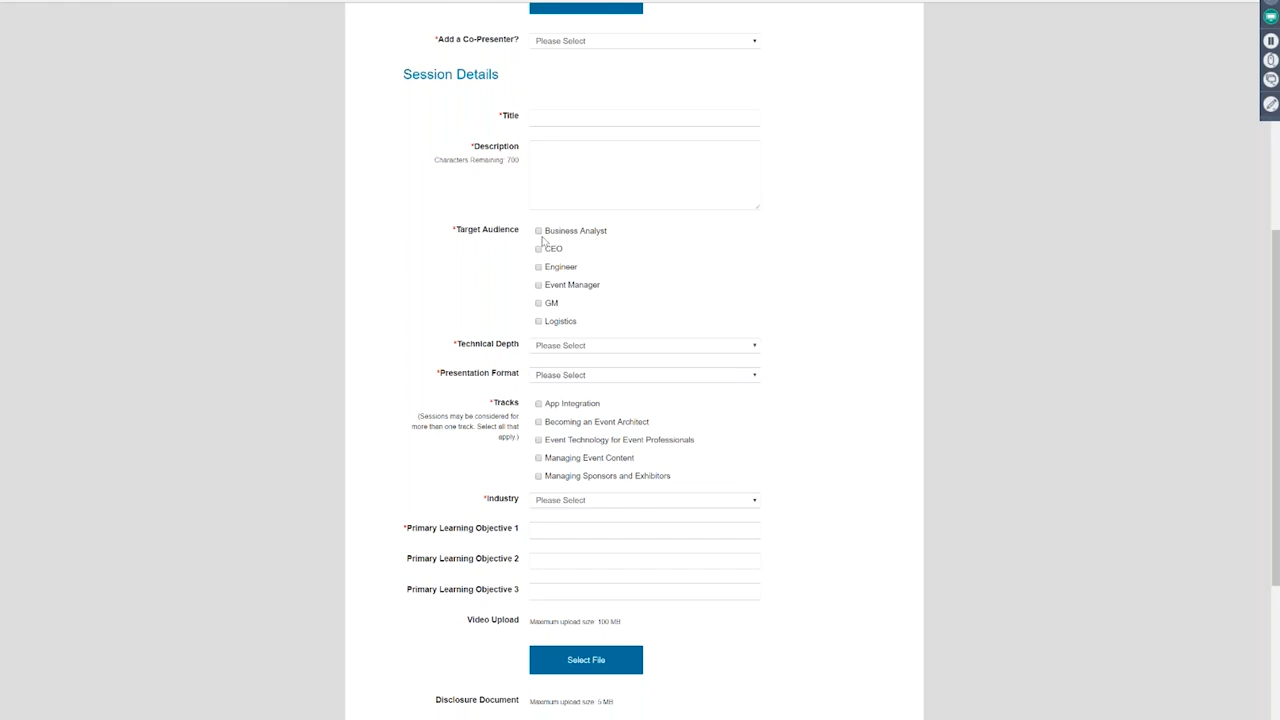 *Add a Co-Presenter? Please Select
Session Details
*Title
*Description
Characters Remaining: 700
*Target Audience Business Analyst
CEO
Engineer
Event Manager
GM
Logistics
*Technical Depth Please Select
*Presentation Format Please Select
*Tracks App Integration
(Sessions may be considered for
more than one track. Select all that
apply.)
Becoming an Event Architect
Event Technology for Event Professionals
Managing Event Content
Managing Sponsors and Exhibitors
*Industry Please Select
*Primary Learning Objective 1
Primary Learning Objective 2
Primary Learning Objective 3
Video Upload Maximum upload size: 100 MB
Select File
Disclosure Document Maximum upload size: 5 MB